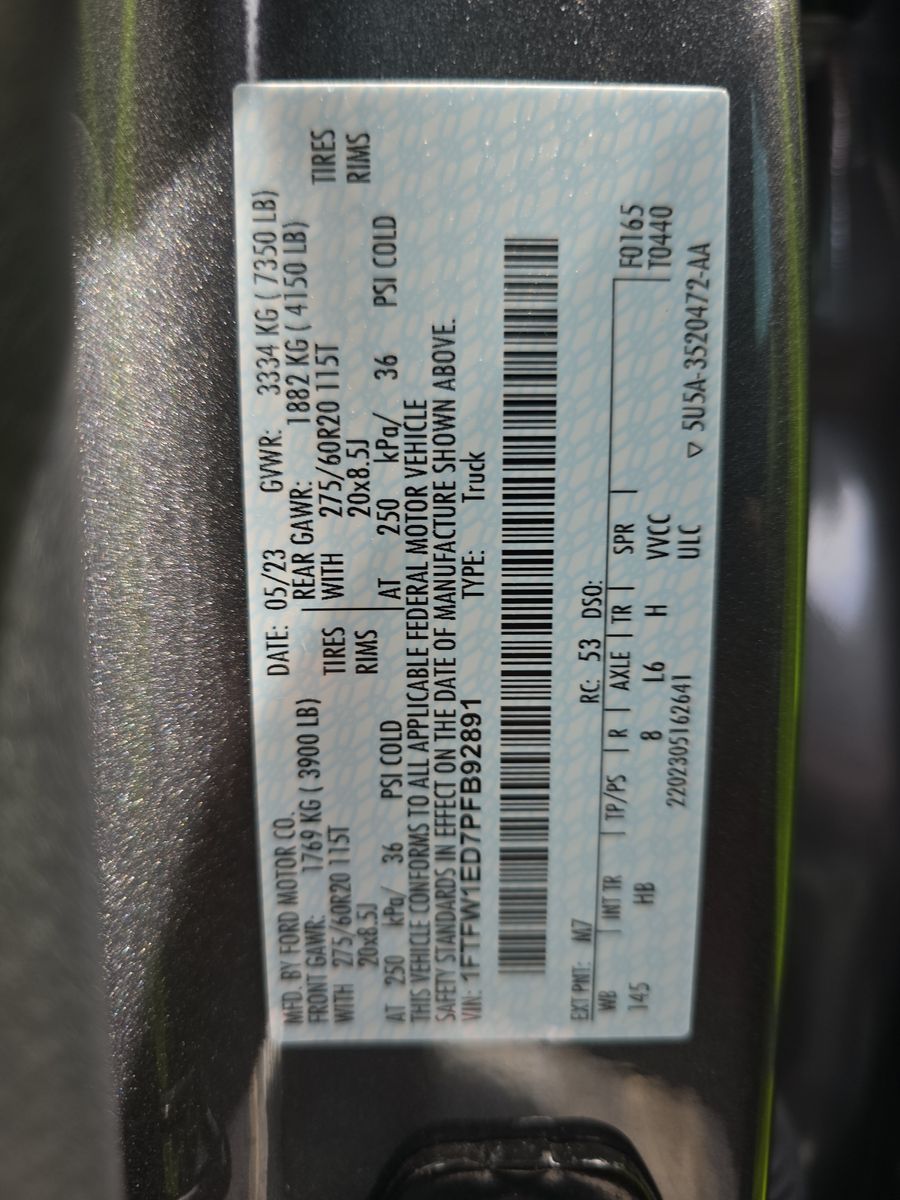 MFD. BY FORD MOTOR CO. DATE: 05/23 GVWR: 3334 KG ( 7350 LB)
FRONT GAWR: 1769 KG ( 3900 LB) REAR GAWR: 1882 KG ( 4150 LB)
WITH 275/60R20 115T TIRES WITH 275/60R20 115T TIRES
20x8.5J RIMS 20x8.5J RIMS
AT 250 kPa/ 36 PSI COLD AT 250 kPa/ 36 PSI COLD
THIS VEHICLE CONFORMS TO ALL APPLICABLE FEDERAL MOTOR VEHICLE
SAFETY STANDARDS IN EFFECT ON THE DATE OF MANUFACTURE SHOWN ABOVE.
VIN: 1FTFW1ED7PFB92891 TYPE: Truck
EXT PNT: M7 RC: 53 DSO:
WB INT TR TP/PS R AXLE TR SPR F0165
145 HB 8 L6 H VVCC T0440
2202305162641 ULC ▽ 5U5A-3520472-AA